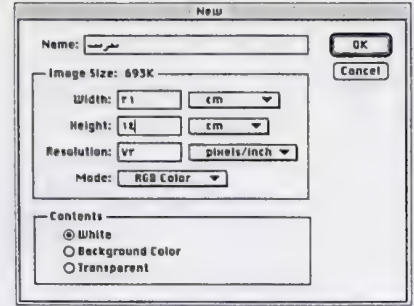 New
Name:
OK
Image Size: 693K
Cancel
Width: ٢١ cm
Height: ١٤ cm
Resolution: ٧٢ pixels/inch
Mode: RGB Color
Contents
White
Background Color
Transparent